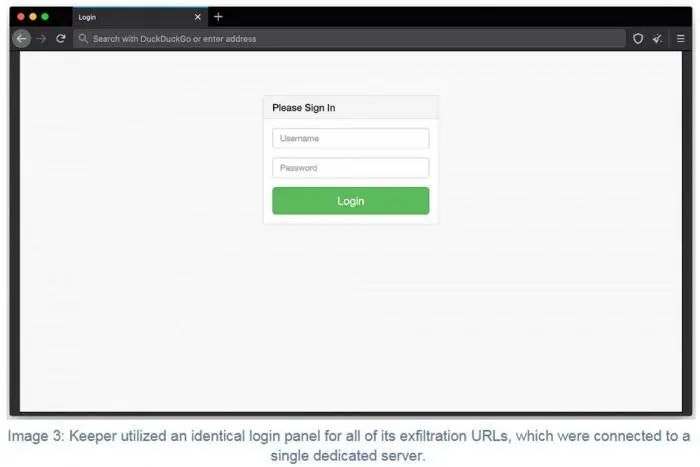 Login
Search with DuckDuckGo or enter address
Please Sign In
Username
Password
Login
Image 3: Keeper utilized an identical login panel for all of its exfiltration URLs, which were connected to a
single dedicated server.